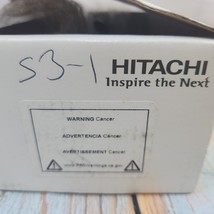 S3-1
HITACHI
Inspire the Next
WARNING Cancer
ADVERTENCIA Cáncer
AVERTISSEMENT Cancer